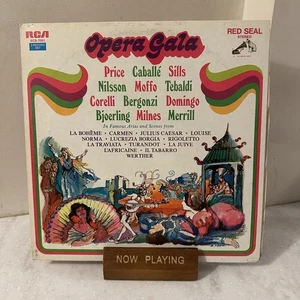 RCA
RED SEAL
STEREO
Opera Gala
Price Caballé Sills
Nilsson Moffo Tebaldi
Corelli Bergonzi Domingo
Bjoerling Milnes Merrill
In Famous Arias and Scenes from
LA BOHÈME • CARMEN • JULIUS CAESAR • LOUISE
NORMA • LUCREZIA BORGIA • RIGOLETTO
LA TRAVIATA • TURANDOT • LA JUIVE
L'AFRICAINE • IL TABARRO
WERTHER
NOW PLAYING